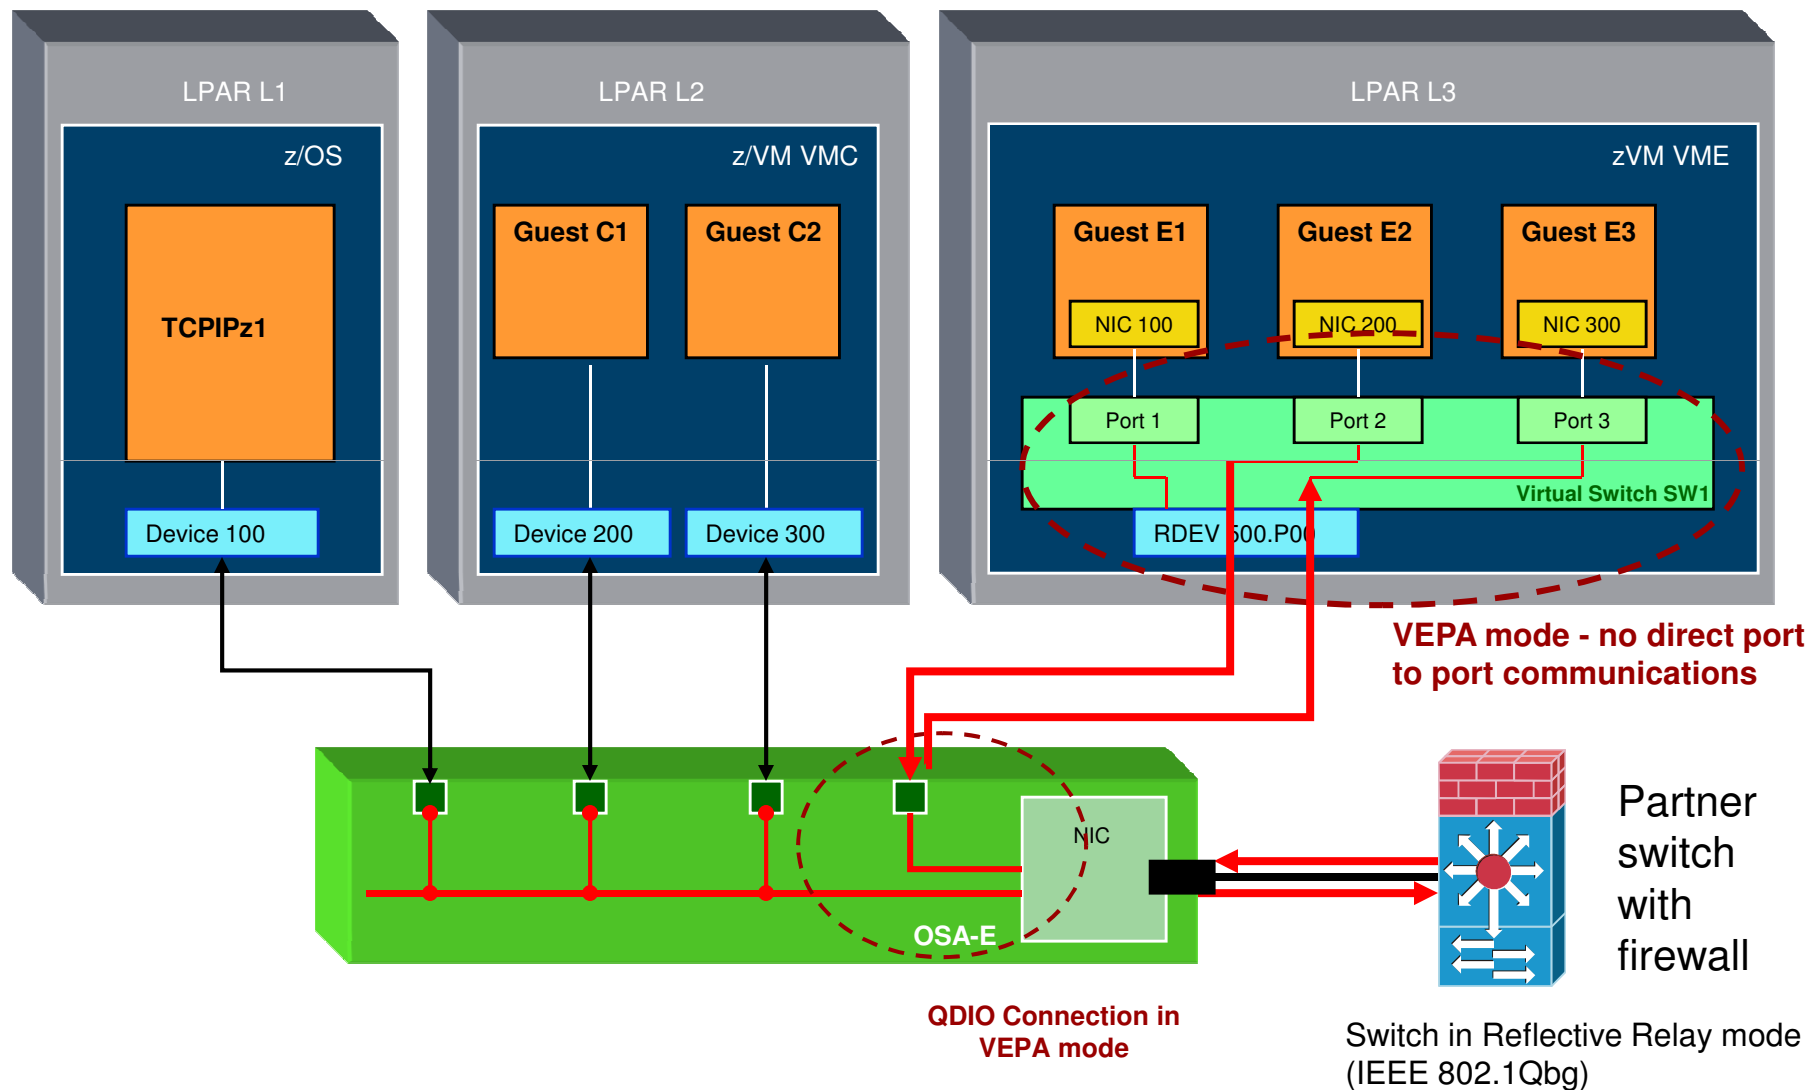 LPAR L1
LPAR L2
LPAR L3
z/OS
z/VM VMC
zVM VME
TCPIPz1
Guest C1
Guest C2
Guest E1
Guest E2
Guest E3
NIC 100
NIC 200
NIC 300
Port 1
Port 2
Port 3
Virtual Switch SW1
Device 100
Device 200
Device 300
RDEV 500.P00
VEPA mode - no direct port
to port communications
NIC
OSA-E
Partner
switch
with
firewall
QDIO Connection in
VEPA mode
Switch in Reflective Relay mode
(IEEE 802.1Qbg)